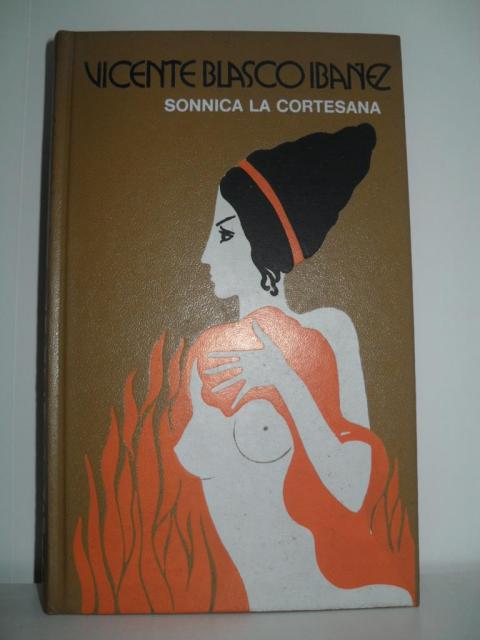 VICENTE BLASCO IBAÑEZ
SONNICA LA CORTESANA